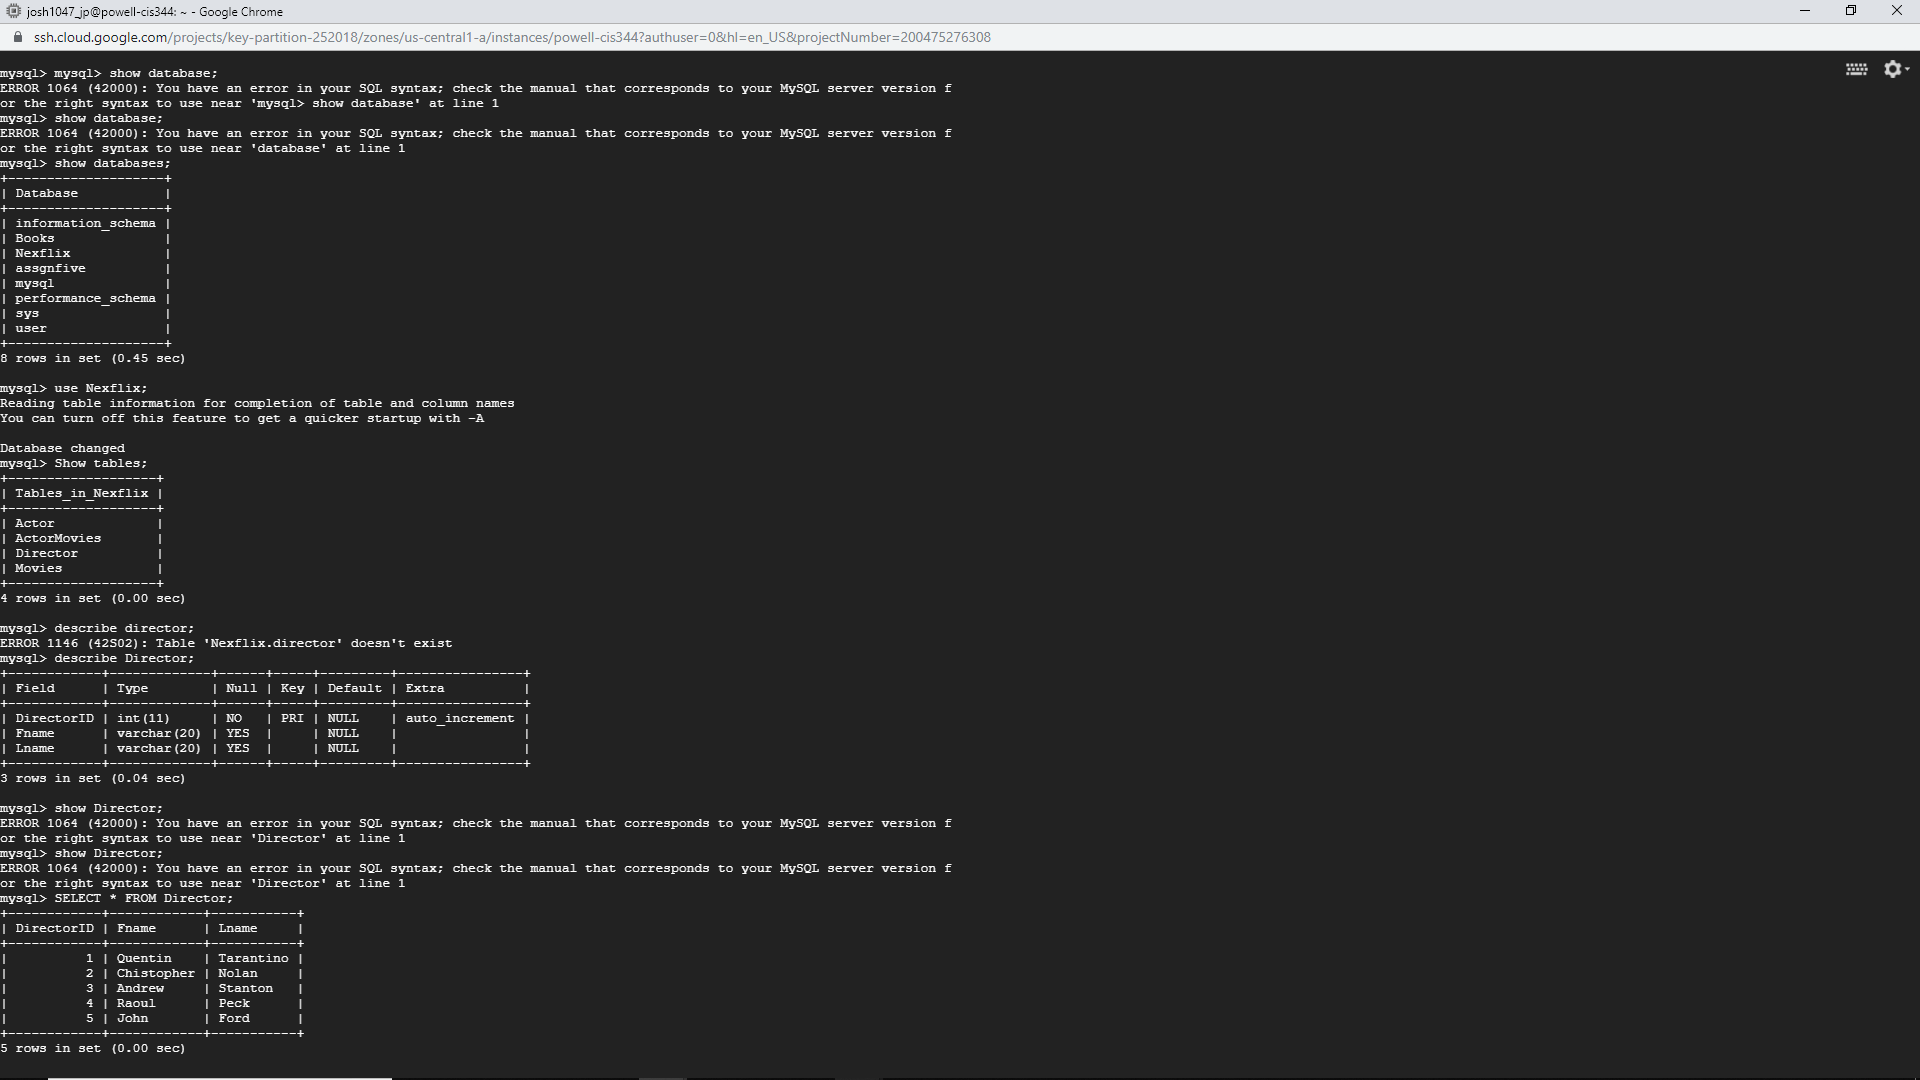 josh1047_jp@powell-cis344: ~ - Google Chrome
ssh.cloud.google.com/projects/key-partition-252018/zones/us-central1-a/instances/powell-cis344?authuser=0&hl=en_US&projectNumber=200475276308
mysql> mysql> show database;
ERROR 1064 (42000): You have an error in your SQL syntax; check the manual that corresponds to your MySQL server version f
or the right syntax to use near 'mysql> show database' at line 1
mysql> show database;
ERROR 1064 (42000): You have an error in your SQL syntax; check the manual that corresponds to your MySQL server version f
or the right syntax to use near 'database' at line 1
mysql> show databases;
+--------------------+
| Database           |
+--------------------+
| information_schema |
| Books              |
| Nexflix            |
| assgnfive          |
| mysql              |
| performance_schema |
| sys                |
| user               |
+--------------------+
8 rows in set (0.45 sec)
mysql> use Nexflix;
Reading table information for completion of table and column names
You can turn off this feature to get a quicker startup with -A
Database changed
mysql> Show tables;
+-------------------+
| Tables_in_Nexflix |
+-------------------+
| Actor             |
| ActorMovies       |
| Director          |
| Movies            |
+-------------------+
4 rows in set (0.00 sec)
mysql> describe director;
ERROR 1146 (42S02): Table 'Nexflix.director' doesn't exist
mysql> describe Director;
+------------+-------------+------+-----+---------+----------------+
| Field      | Type        | Null | Key | Default | Extra          |
+------------+-------------+------+-----+---------+----------------+
| DirectorID | int(11)     | NO   | PRI | NULL    | auto_increment |
| Fname      | varchar(20) | YES  |     | NULL    |                |
| Lname      | varchar(20) | YES  |     | NULL    |                |
+------------+-------------+------+-----+---------+----------------+
3 rows in set (0.04 sec)
mysql> show Director;
ERROR 1064 (42000): You have an error in your SQL syntax; check the manual that corresponds to your MySQL server version f
or the right syntax to use near 'Director' at line 1
mysql> show Director;
ERROR 1064 (42000): You have an error in your SQL syntax; check the manual that corresponds to your MySQL server version f
or the right syntax to use near 'Director' at line 1
mysql> SELECT * FROM Director;
+------------+------------+-----------+
| DirectorID | Fname      | Lname     |
+------------+------------+-----------+
|          1 | Quentin    | Tarantino |
|          2 | Chistopher | Nolan     |
|          3 | Andrew     | Stanton   |
|          4 | Raoul      | Peck      |
|          5 | John       | Ford      |
+------------+------------+-----------+
5 rows in set (0.00 sec)